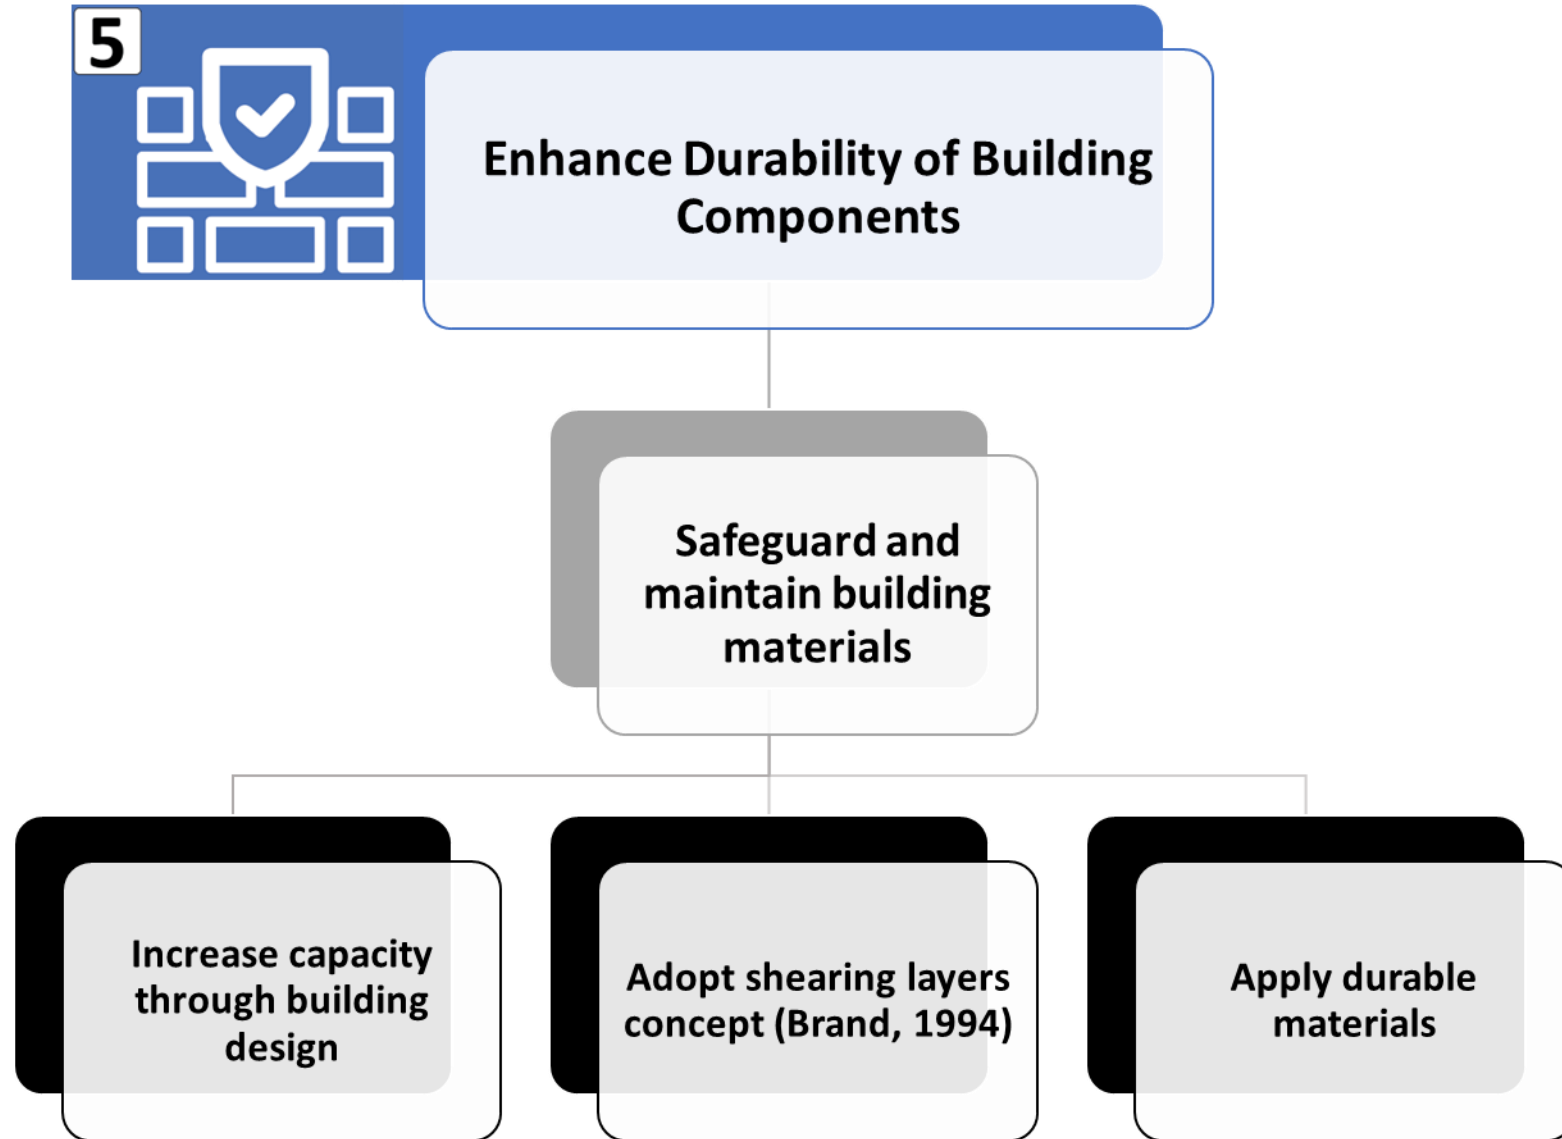 5
Enhance Durability of Building
Components
Safeguard and
maintain building
materials
Increase capacity
through building
design
Adopt shearing layers
concept (Brand, 1994)
Apply durable
materials